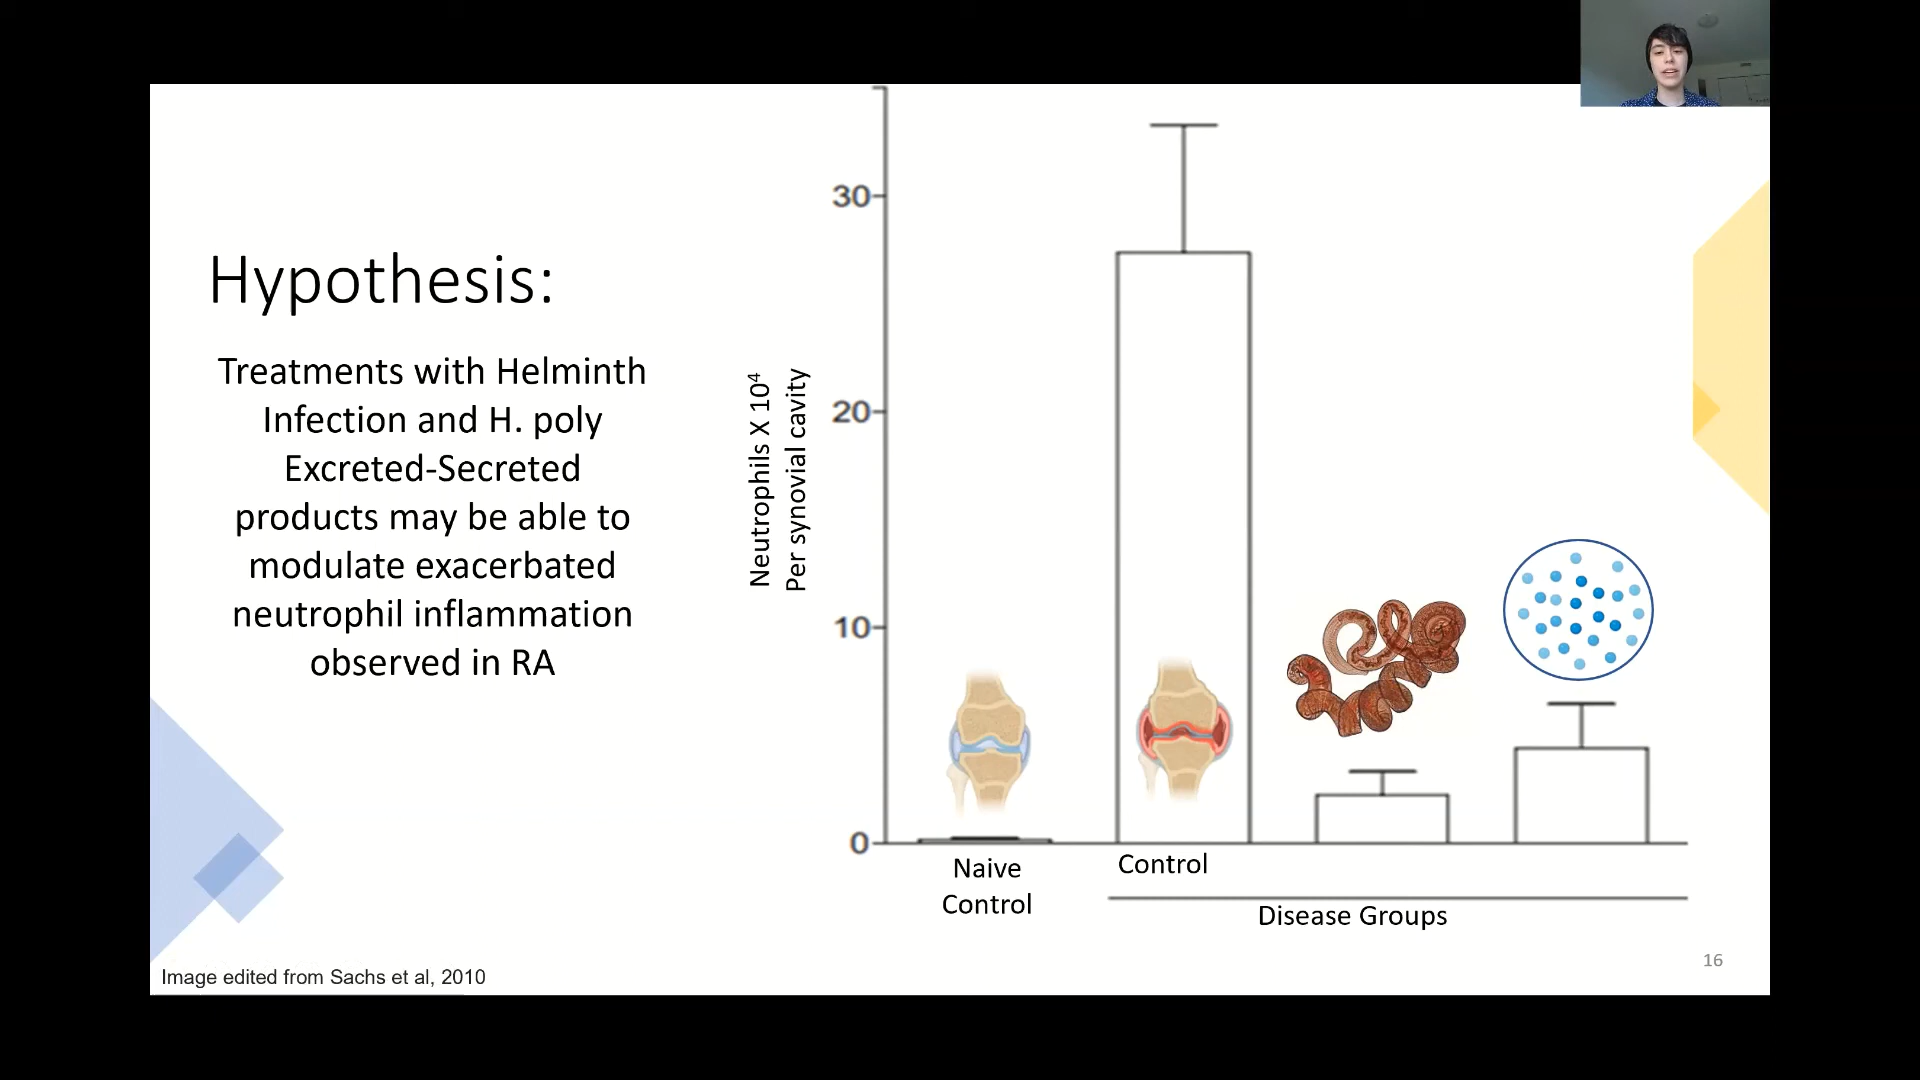 Hypothesis:
Treatments with Helminth
Infection and H. poly
Excreted-Secreted
products may be able to
modulate exacerbated
neutrophil inflammation
observed in RA
Neutrophils X 10⁴
Per synovial cavity
30
20
10
0
Naive
Control
Control
Disease Groups
Image edited from Sachs et al, 2010
16